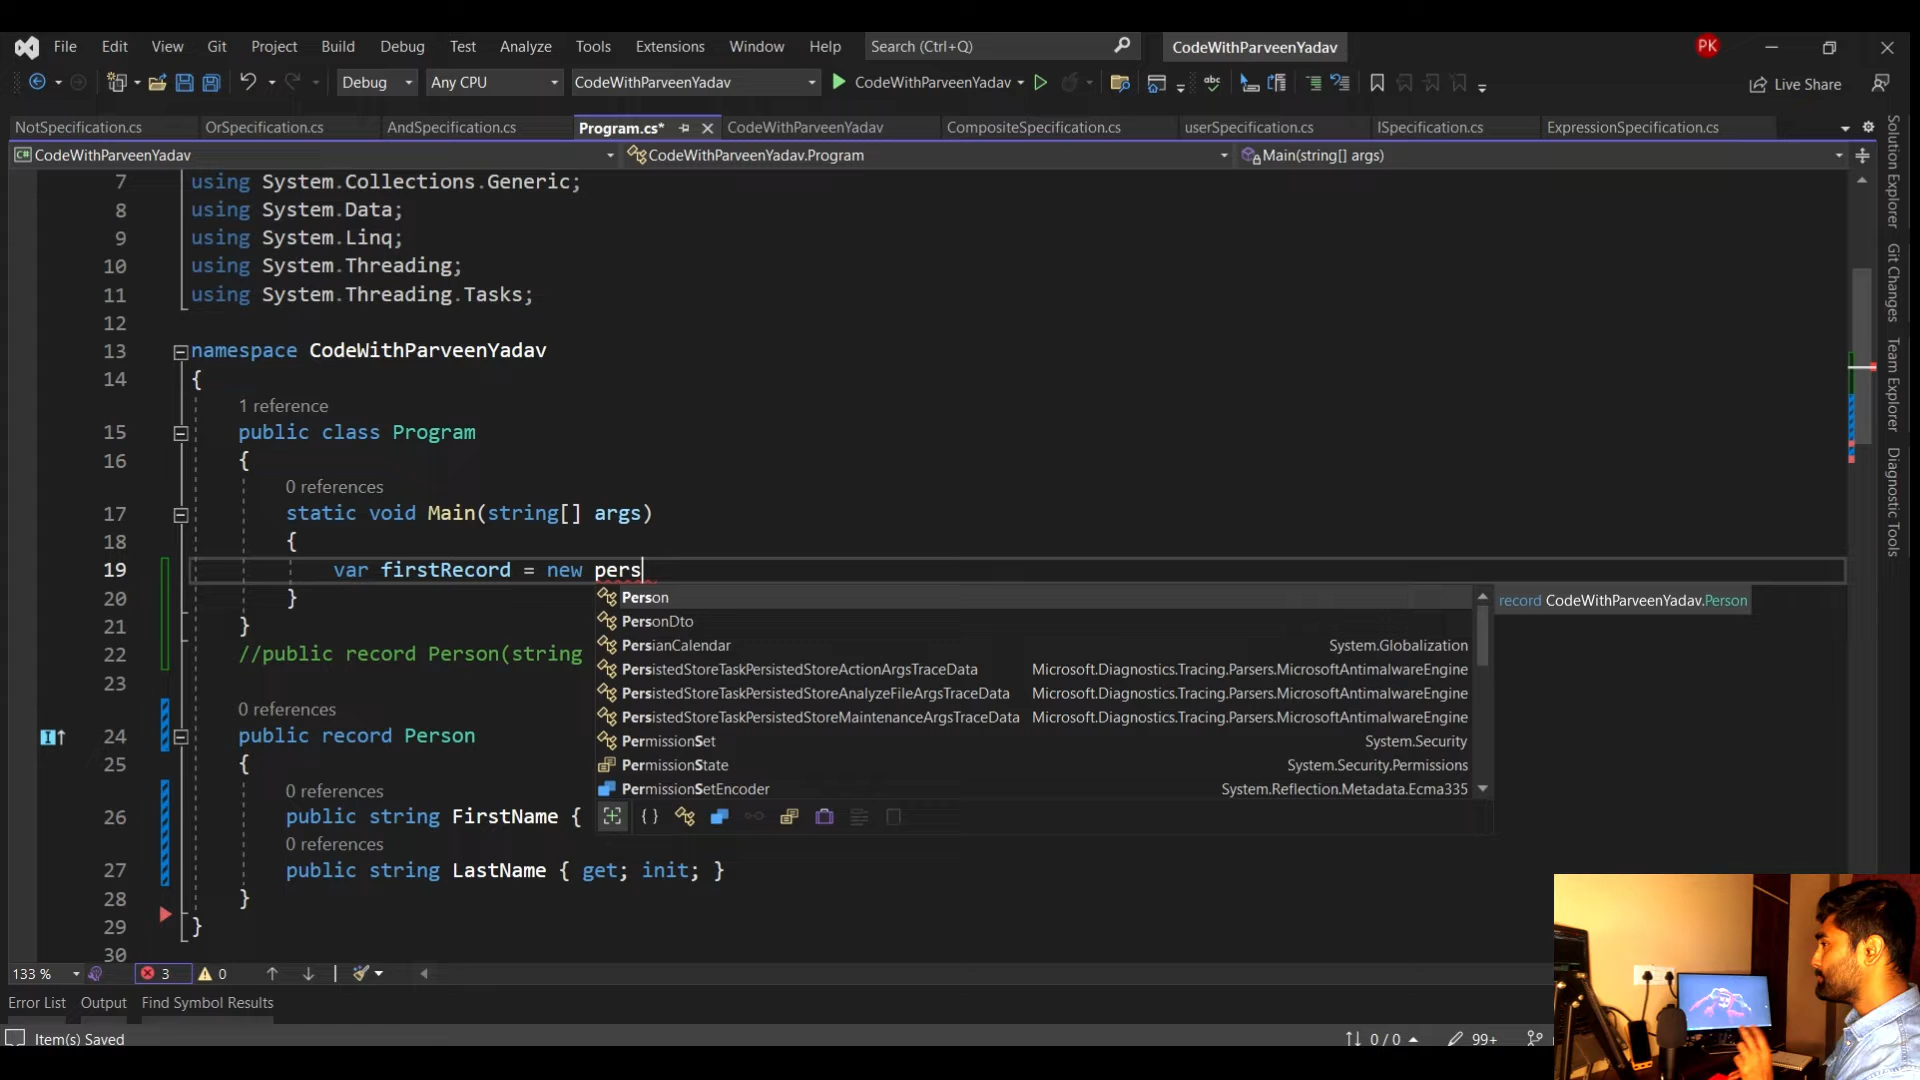 File Edit View Git Project Build Debug Test Analyze Tools Extensions Window Help Search (Ctrl+Q) CodeWithParveenYadav PK
Debug Any CPU CodeWithParveenYadav CodeWithParveenYadav Live Share
NotSpecification.cs OrSpecification.cs AndSpecification.cs Program.cs* CodeWithParveenYadav CompositeSpecification.cs userSpecification.cs ISpecification.cs ExpressionSpecification.cs
CodeWithParveenYadav CodeWithParveenYadav.Program Main(string[] args)
7 using System.Collections.Generic;
8 using System.Data;
9 using System.Linq;
10 using System.Threading;
11 using System.Threading.Tasks;
12
13 namespace CodeWithParveenYadav
14 {
1 reference
15 public class Program
16 {
0 references
17 static void Main(string[] args)
18 {
19 var firstRecord = new pers
20 }
21 }
22 //public record Person(string
23
0 references
24 public record Person
25 {
0 references
26 public string FirstName {
0 references
27 public string LastName { get; init; }
28 }
29 }
30
Person
PersonDto
PersianCalendar System.Globalization
PersistedStoreTaskPersistedStoreActionArgsTraceData Microsoft.Diagnostics.Tracing.Parsers.MicrosoftAntimalwareEngine
PersistedStoreTaskPersistedStoreAnalyzeFileArgsTraceData Microsoft.Diagnostics.Tracing.Parsers.MicrosoftAntimalwareEngine
PersistedStoreTaskPersistedStoreMaintenanceArgsTraceData Microsoft.Diagnostics.Tracing.Parsers.MicrosoftAntimalwareEngine
PermissionSet System.Security
PermissionState System.Security.Permissions
PermissionSetEncoder System.Reflection.Metadata.Ecma335
record CodeWithParveenYadav.Person
Solution Explorer
Git Changes
Team Explorer
Diagnostic Tools
133 % 3 0
Error List Output Find Symbol Results
Item(s) Saved 0 / 0 99+